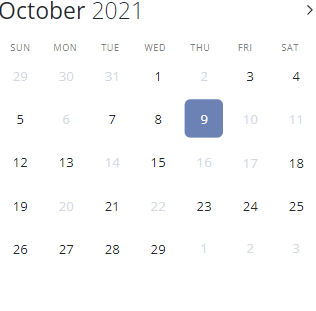 October 2021
SUN MON TUE WED THU FRI SAT
29 30 31 1 2 3 4
5 6 7 8 9 10 11
12 13 14 15 16 17 18
19 20 21 22 23 24 25
26 27 28 29 1 2 3